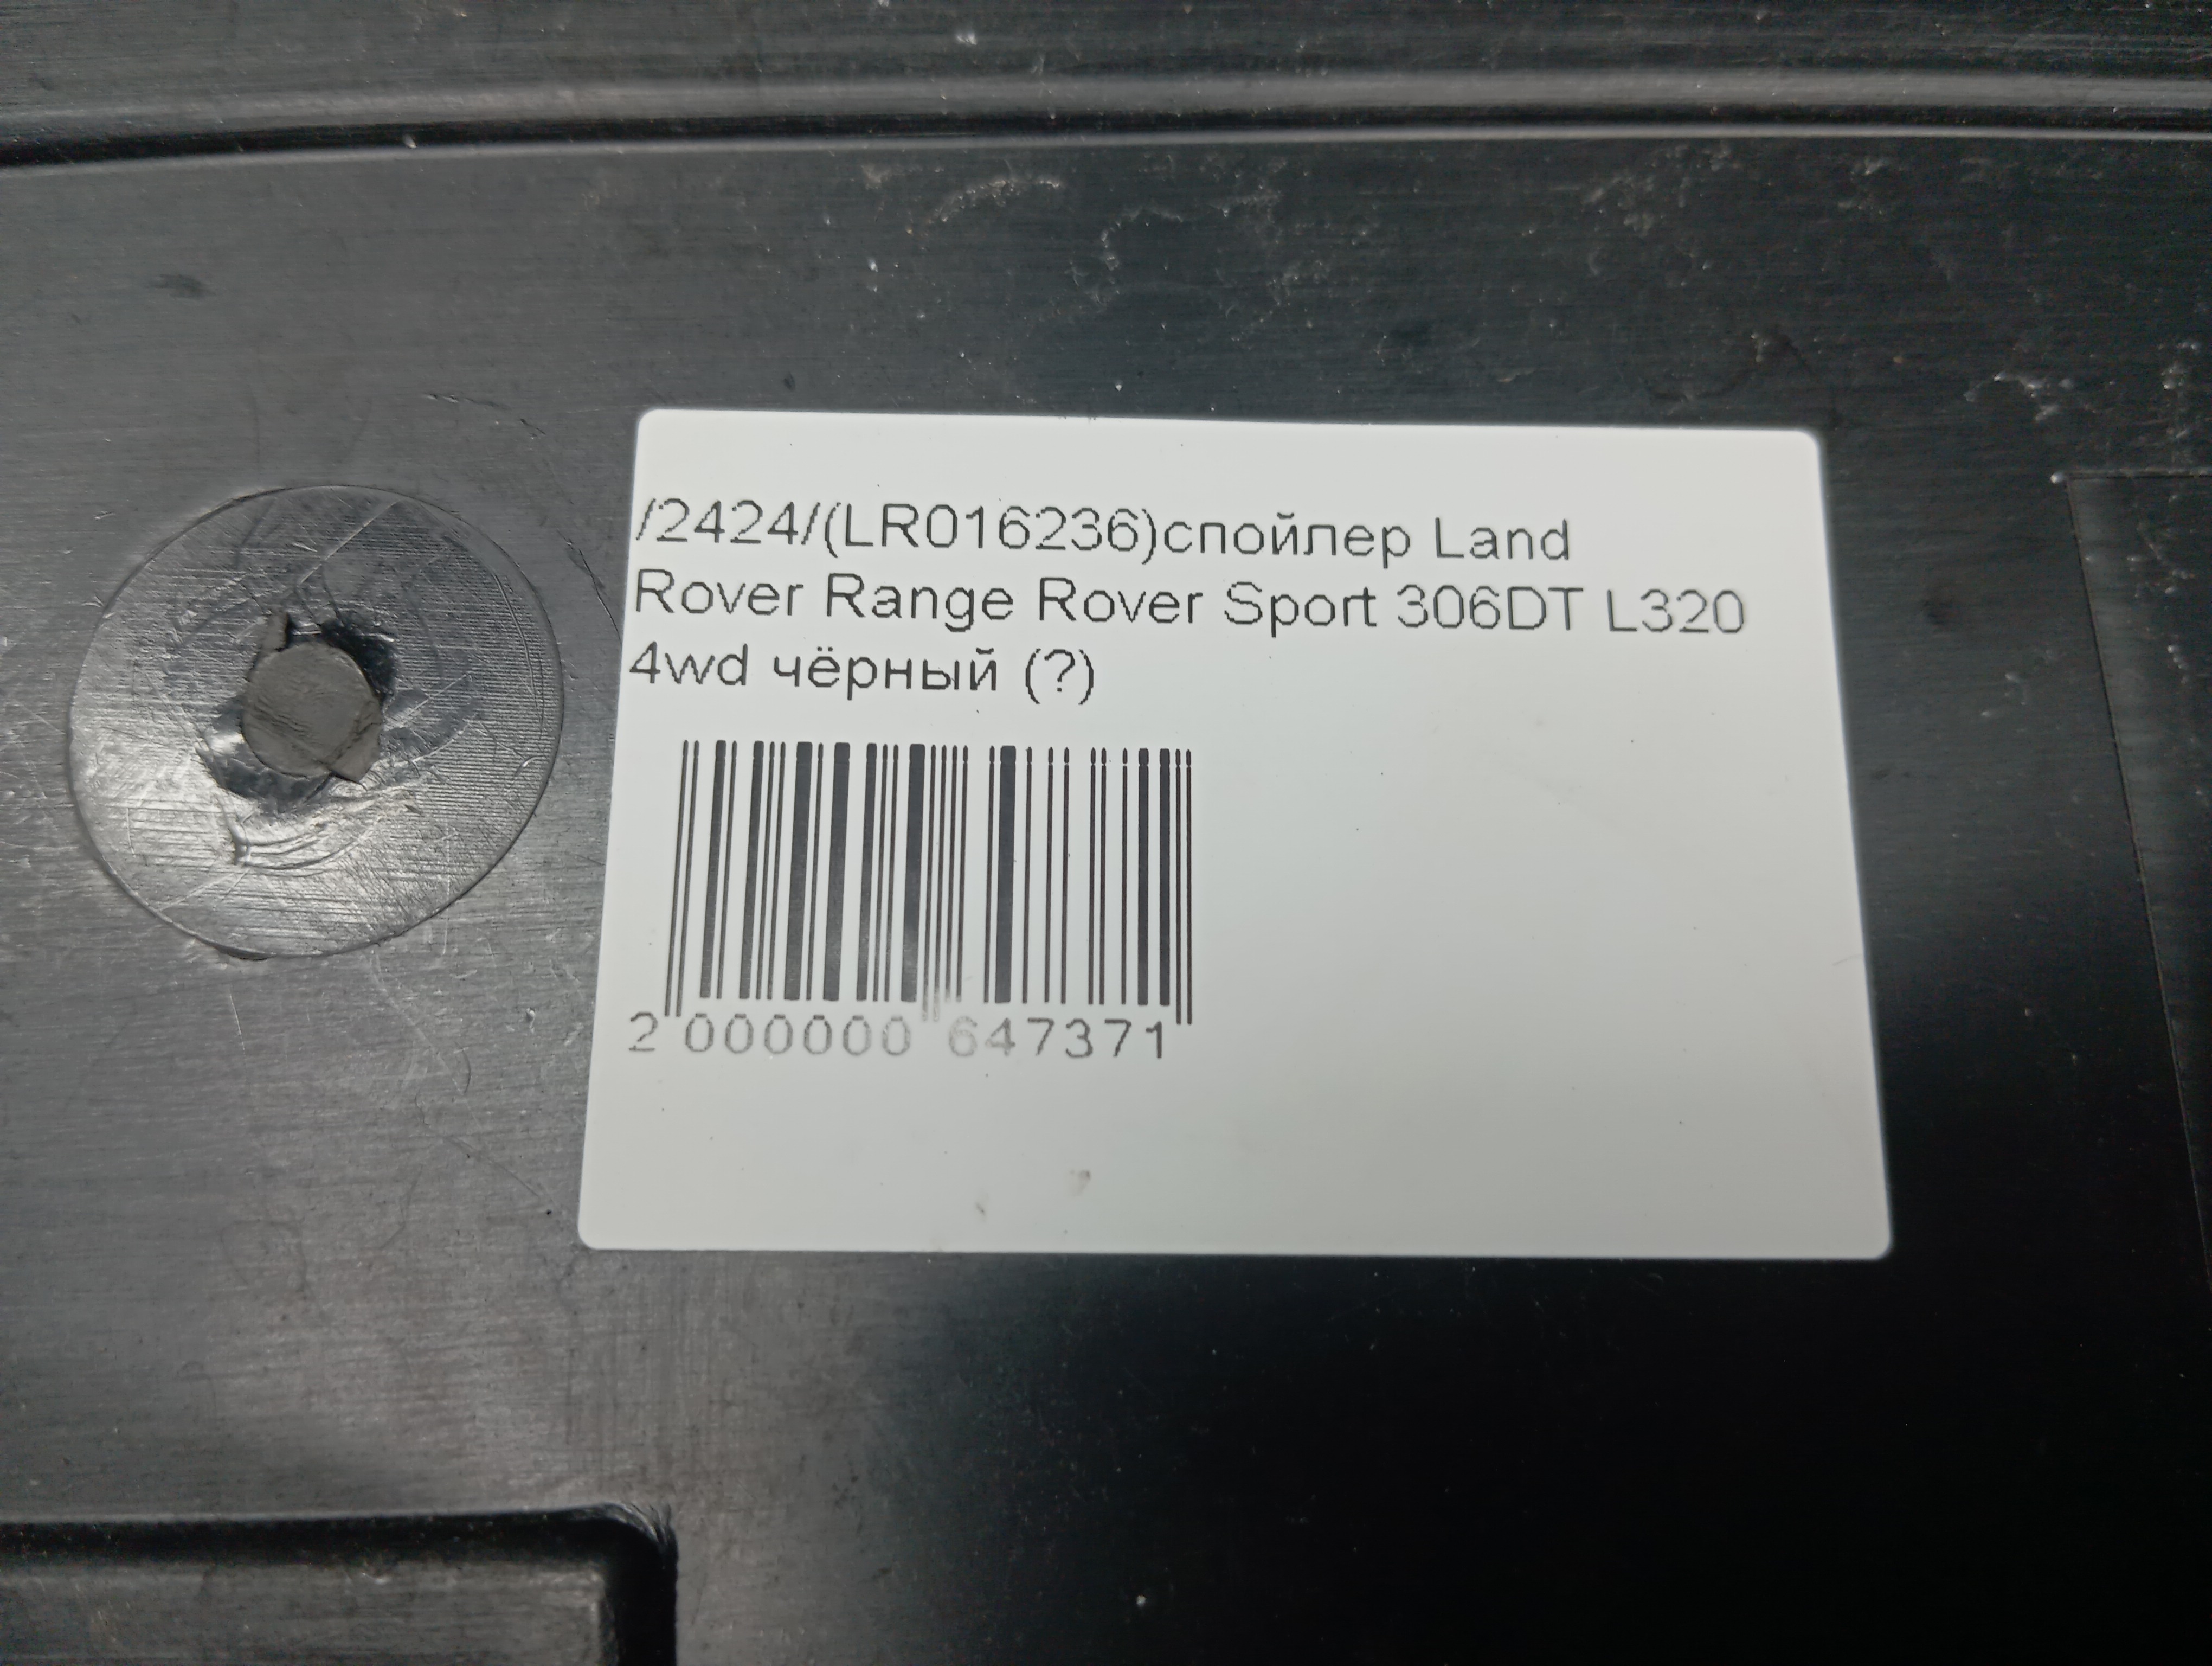 /2424/(LR016236)спойлер Land
Rover Range Rover Sport 306DT L320
4wd чёрный (?)
2 000000 647371